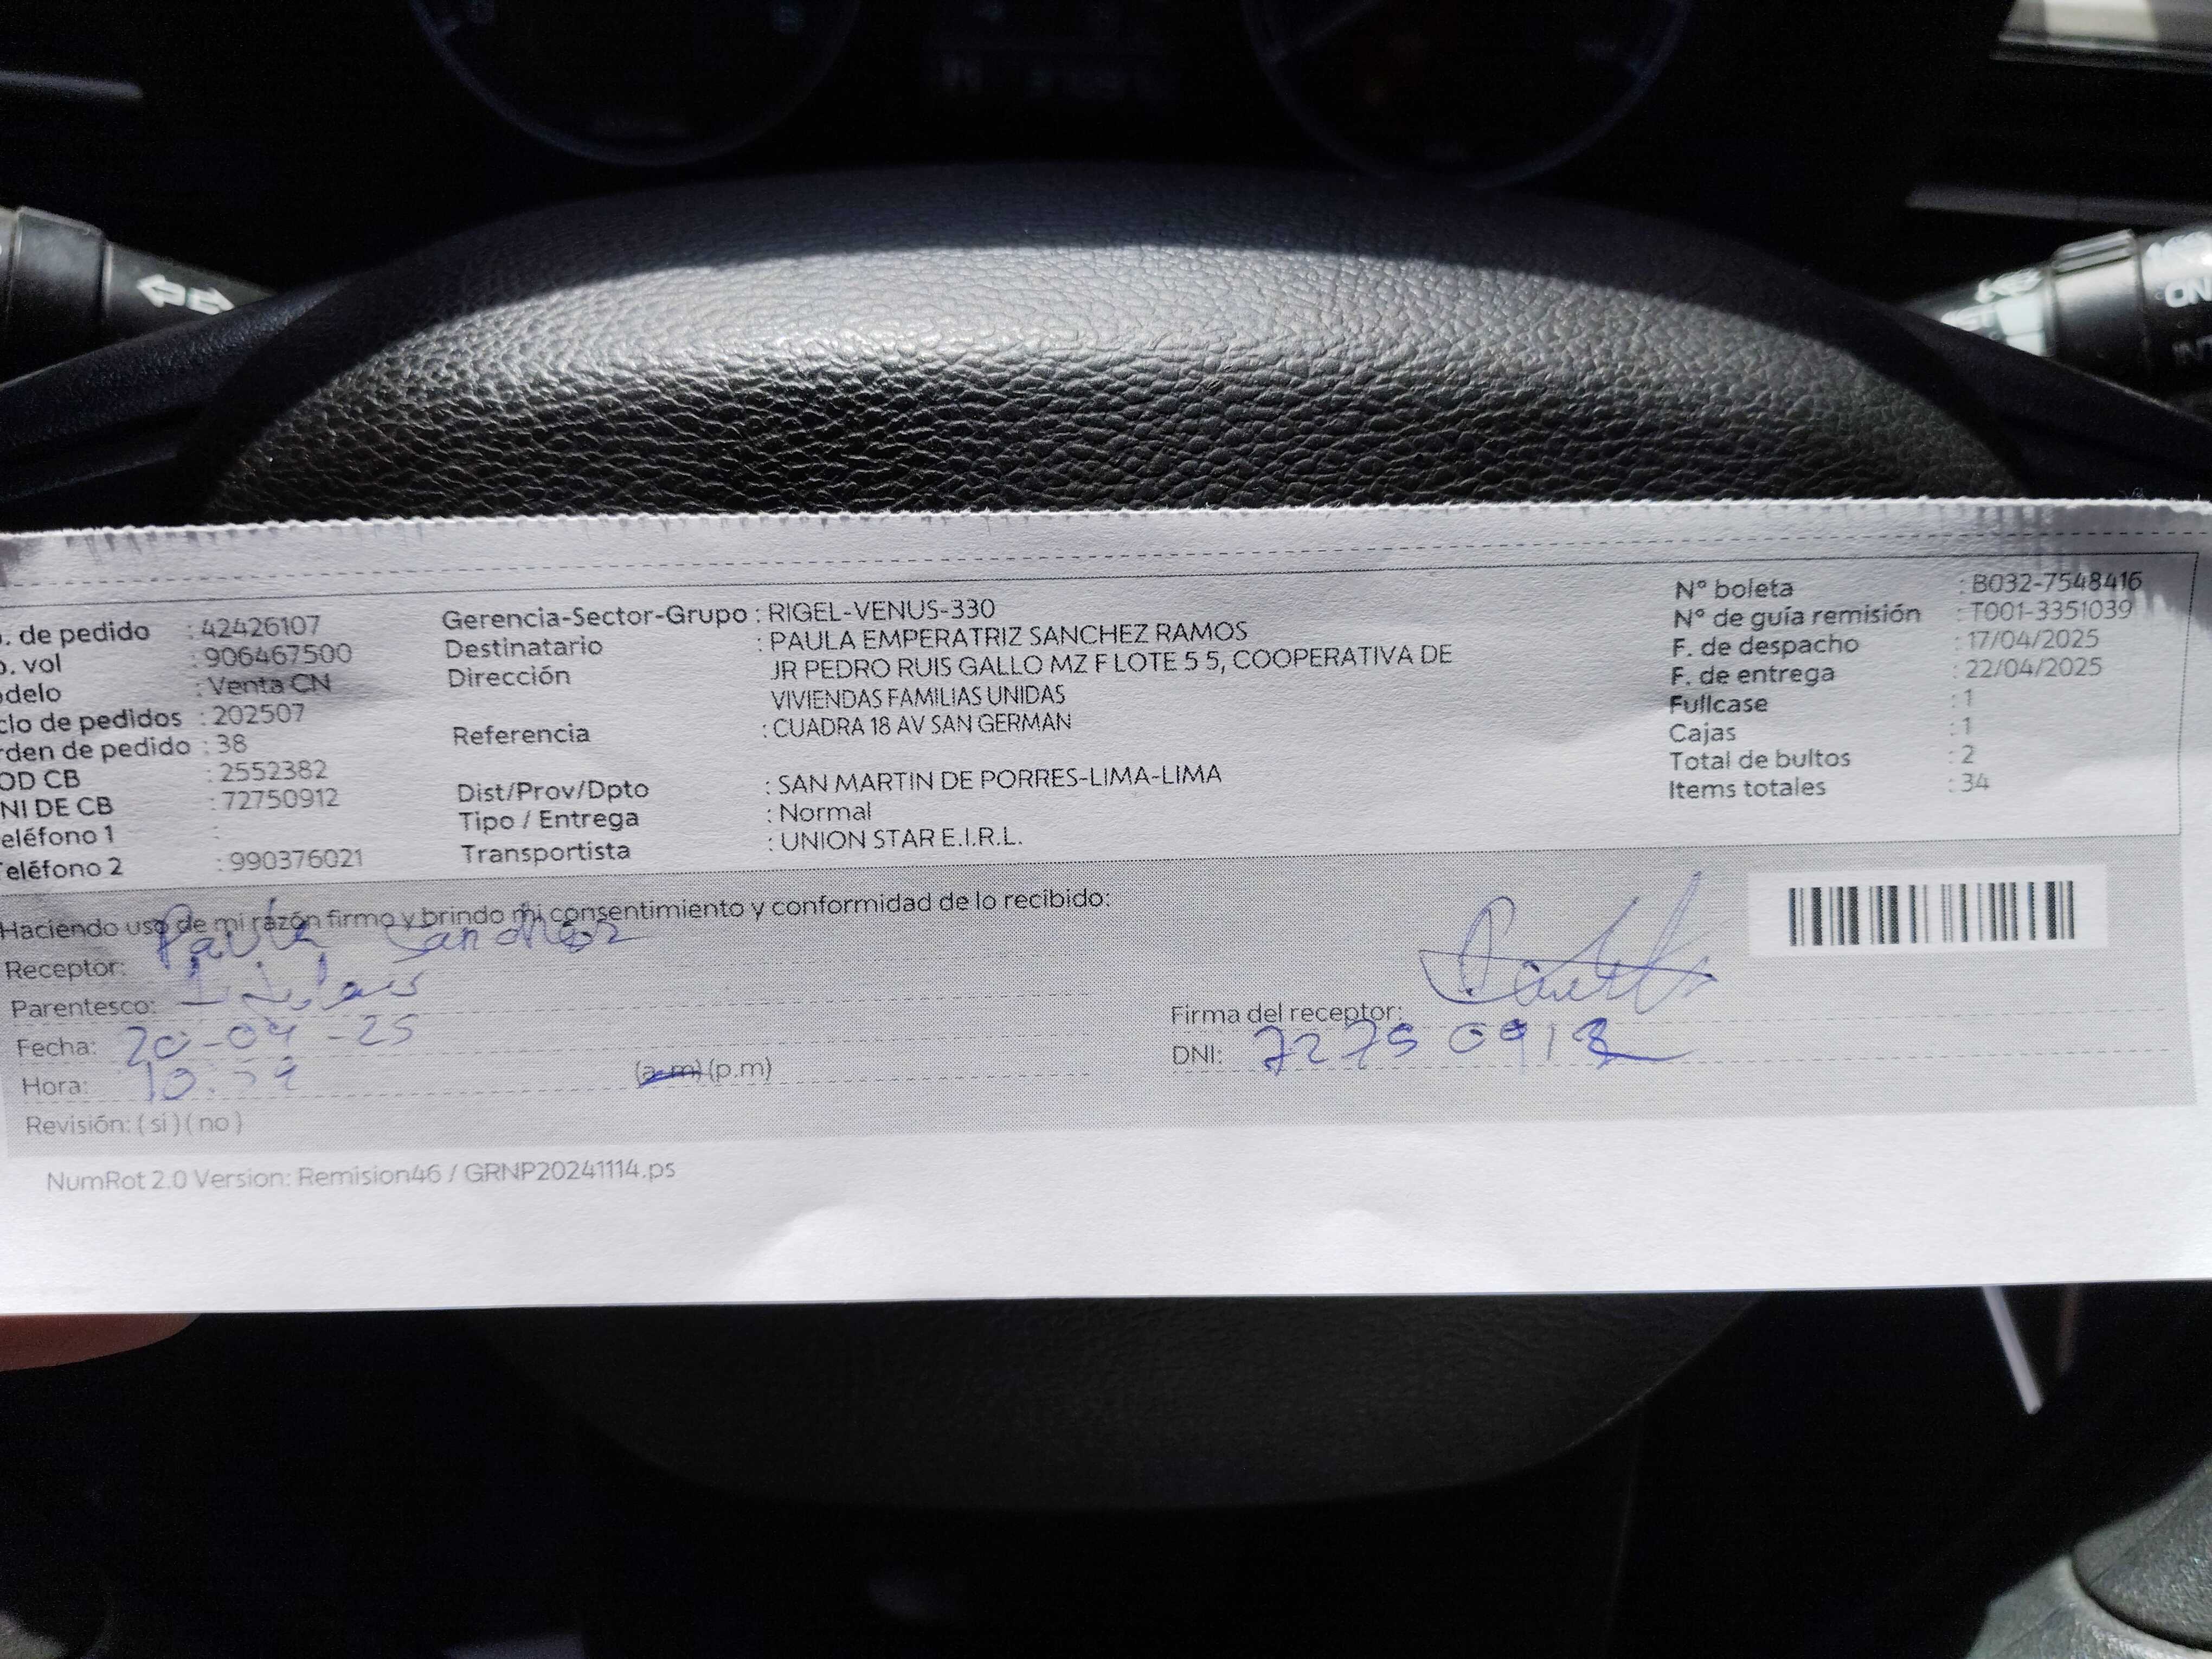 . de pedido : 42426107
. vol : 906467500
odelo : Venta CN
clo de pedidos : 202507
rden de pedido : 38
OD CB : 2552382
NI DE CB : 72750912
eléfono 1 :
Teléfono 2 : 990376021
Gerencia-Sector-Grupo : RIGEL-VENUS-330
Destinatario : PAULA EMPERATRIZ SANCHEZ RAMOS
Dirección JR PEDRO RUIS GALLO MZ F LOTE 5 5, COOPERATIVA DE
VIVIENDAS FAMILIAS UNIDAS
Referencia : CUADRA 18 AV SAN GERMAN
Dist/Prov/Dpto : SAN MARTIN DE PORRES-LIMA-LIMA
Tipo / Entrega : Normal
Transportista : UNION STAR E.I.R.L.
N° boleta : B032-7548416
N° de guía remisión : T001-3351039
F. de despacho : 17/04/2025
F. de entrega : 22/04/2025
Fullcase : 1
Cajas : 1
Total de bultos : 2
Items totales : 34
Haciendo uso de mi razón firmo y brindo mi consentimiento y conformidad de lo recibido:
Receptor: Paula Sanchez
Parentesco:
Fecha: 20-04-25
Hora: (a.m) (p.m)
Revisión: ( si ) ( no )
Firma del receptor:
DNI: 72750912
NumRot 2.0 Version: Remision46 / GRNP20241114.ps
ON